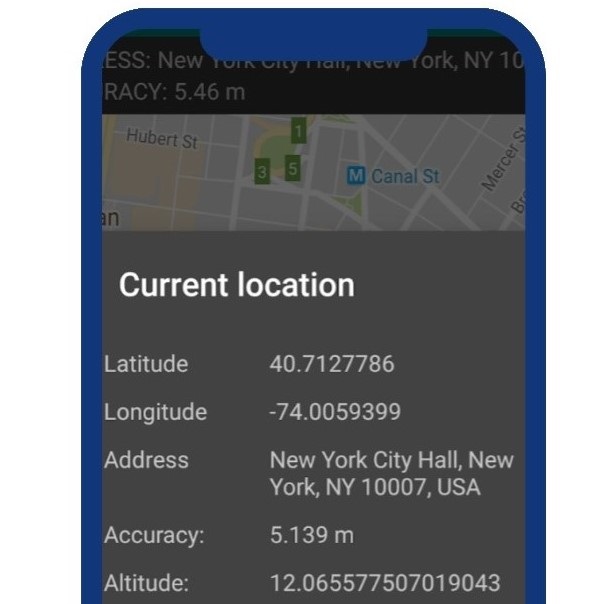 ESS: New York City Hall, New York, NY 10
RACY: 5.46 m
Hubert St
1
3
5
M Canal St
Mercer St
an
Current location
Latitude 40.7127786
Longitude -74.0059399
Address New York City Hall, New
York, NY 10007, USA
Accuracy: 5.139 m
Altitude: 12.065577507019043